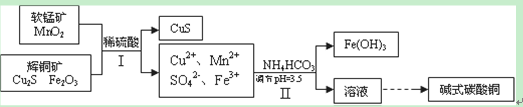 软锰矿
MnO₂
辉铜矿
Cu₂S Fe₂O₃
稀硫酸
I
CuS
Cu²⁺、Mn²⁺
SO₄²⁻、Fe³⁺
NH₄HCO₃
调节pH=3.5
II
Fe(OH)₃
溶液
碱式碳酸铜